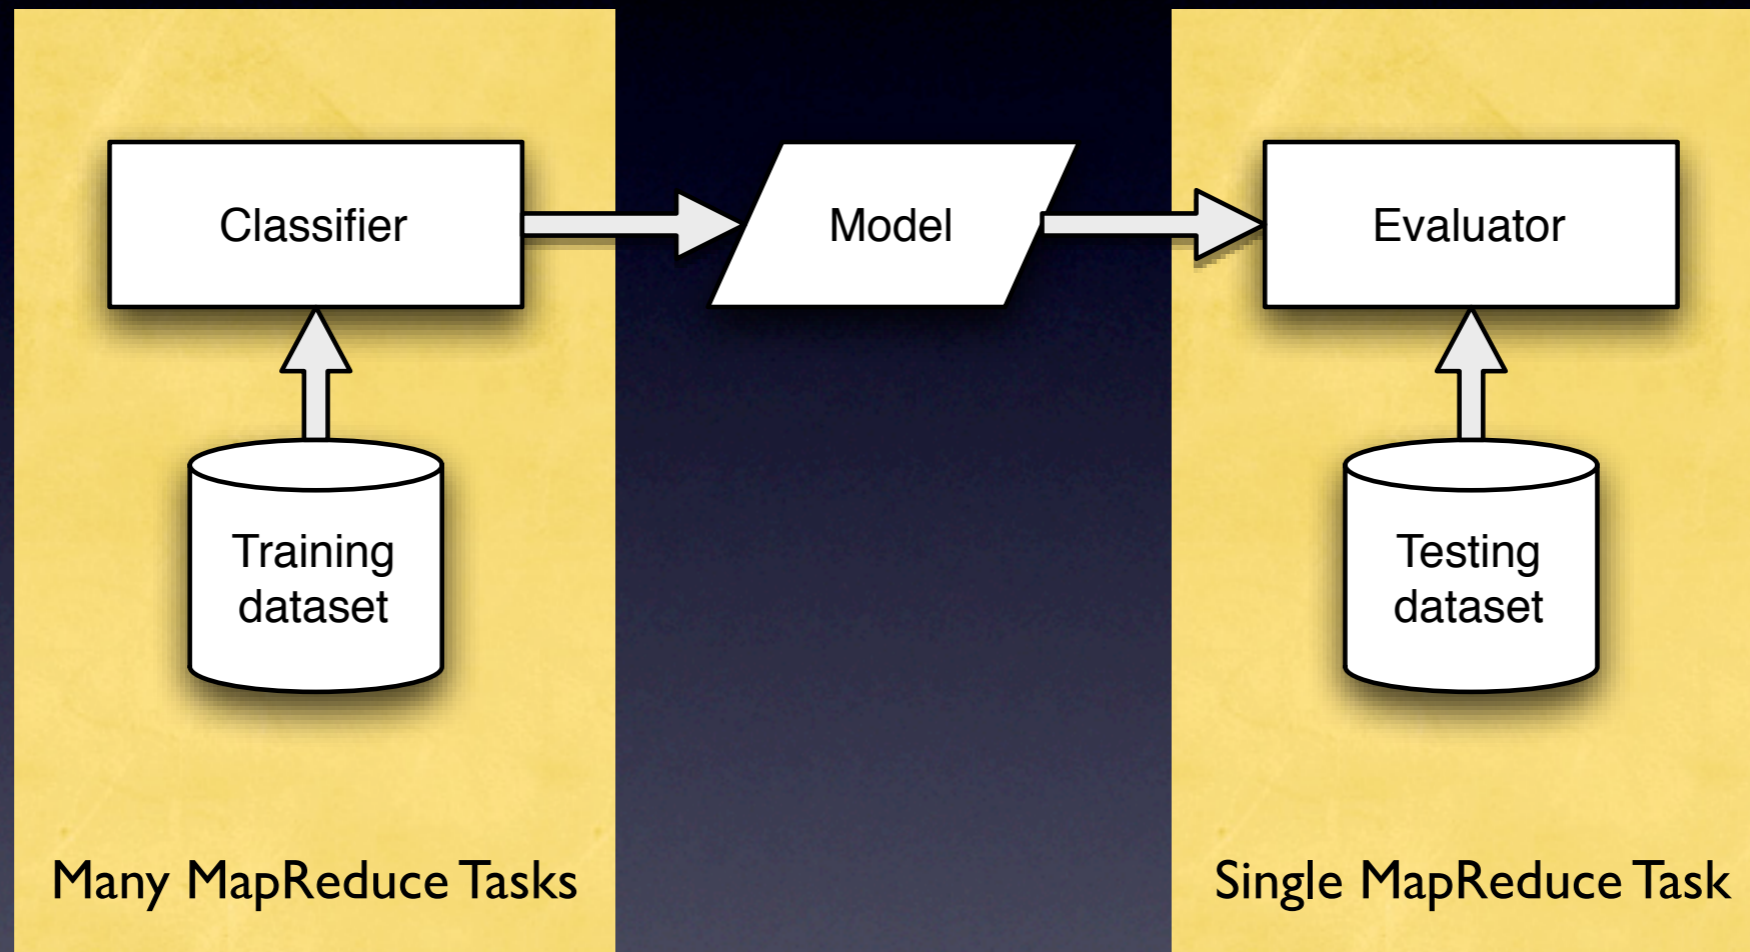 Classifier
Model
Evaluator
Training
dataset
Testing
dataset
Many MapReduce Tasks
Single MapReduce Task